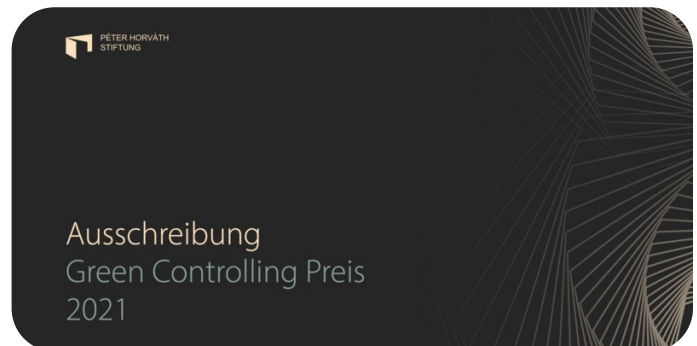 PÉTER HORVÁTH
STIFTUNG
Ausschreibung
Green Controlling Preis
2021